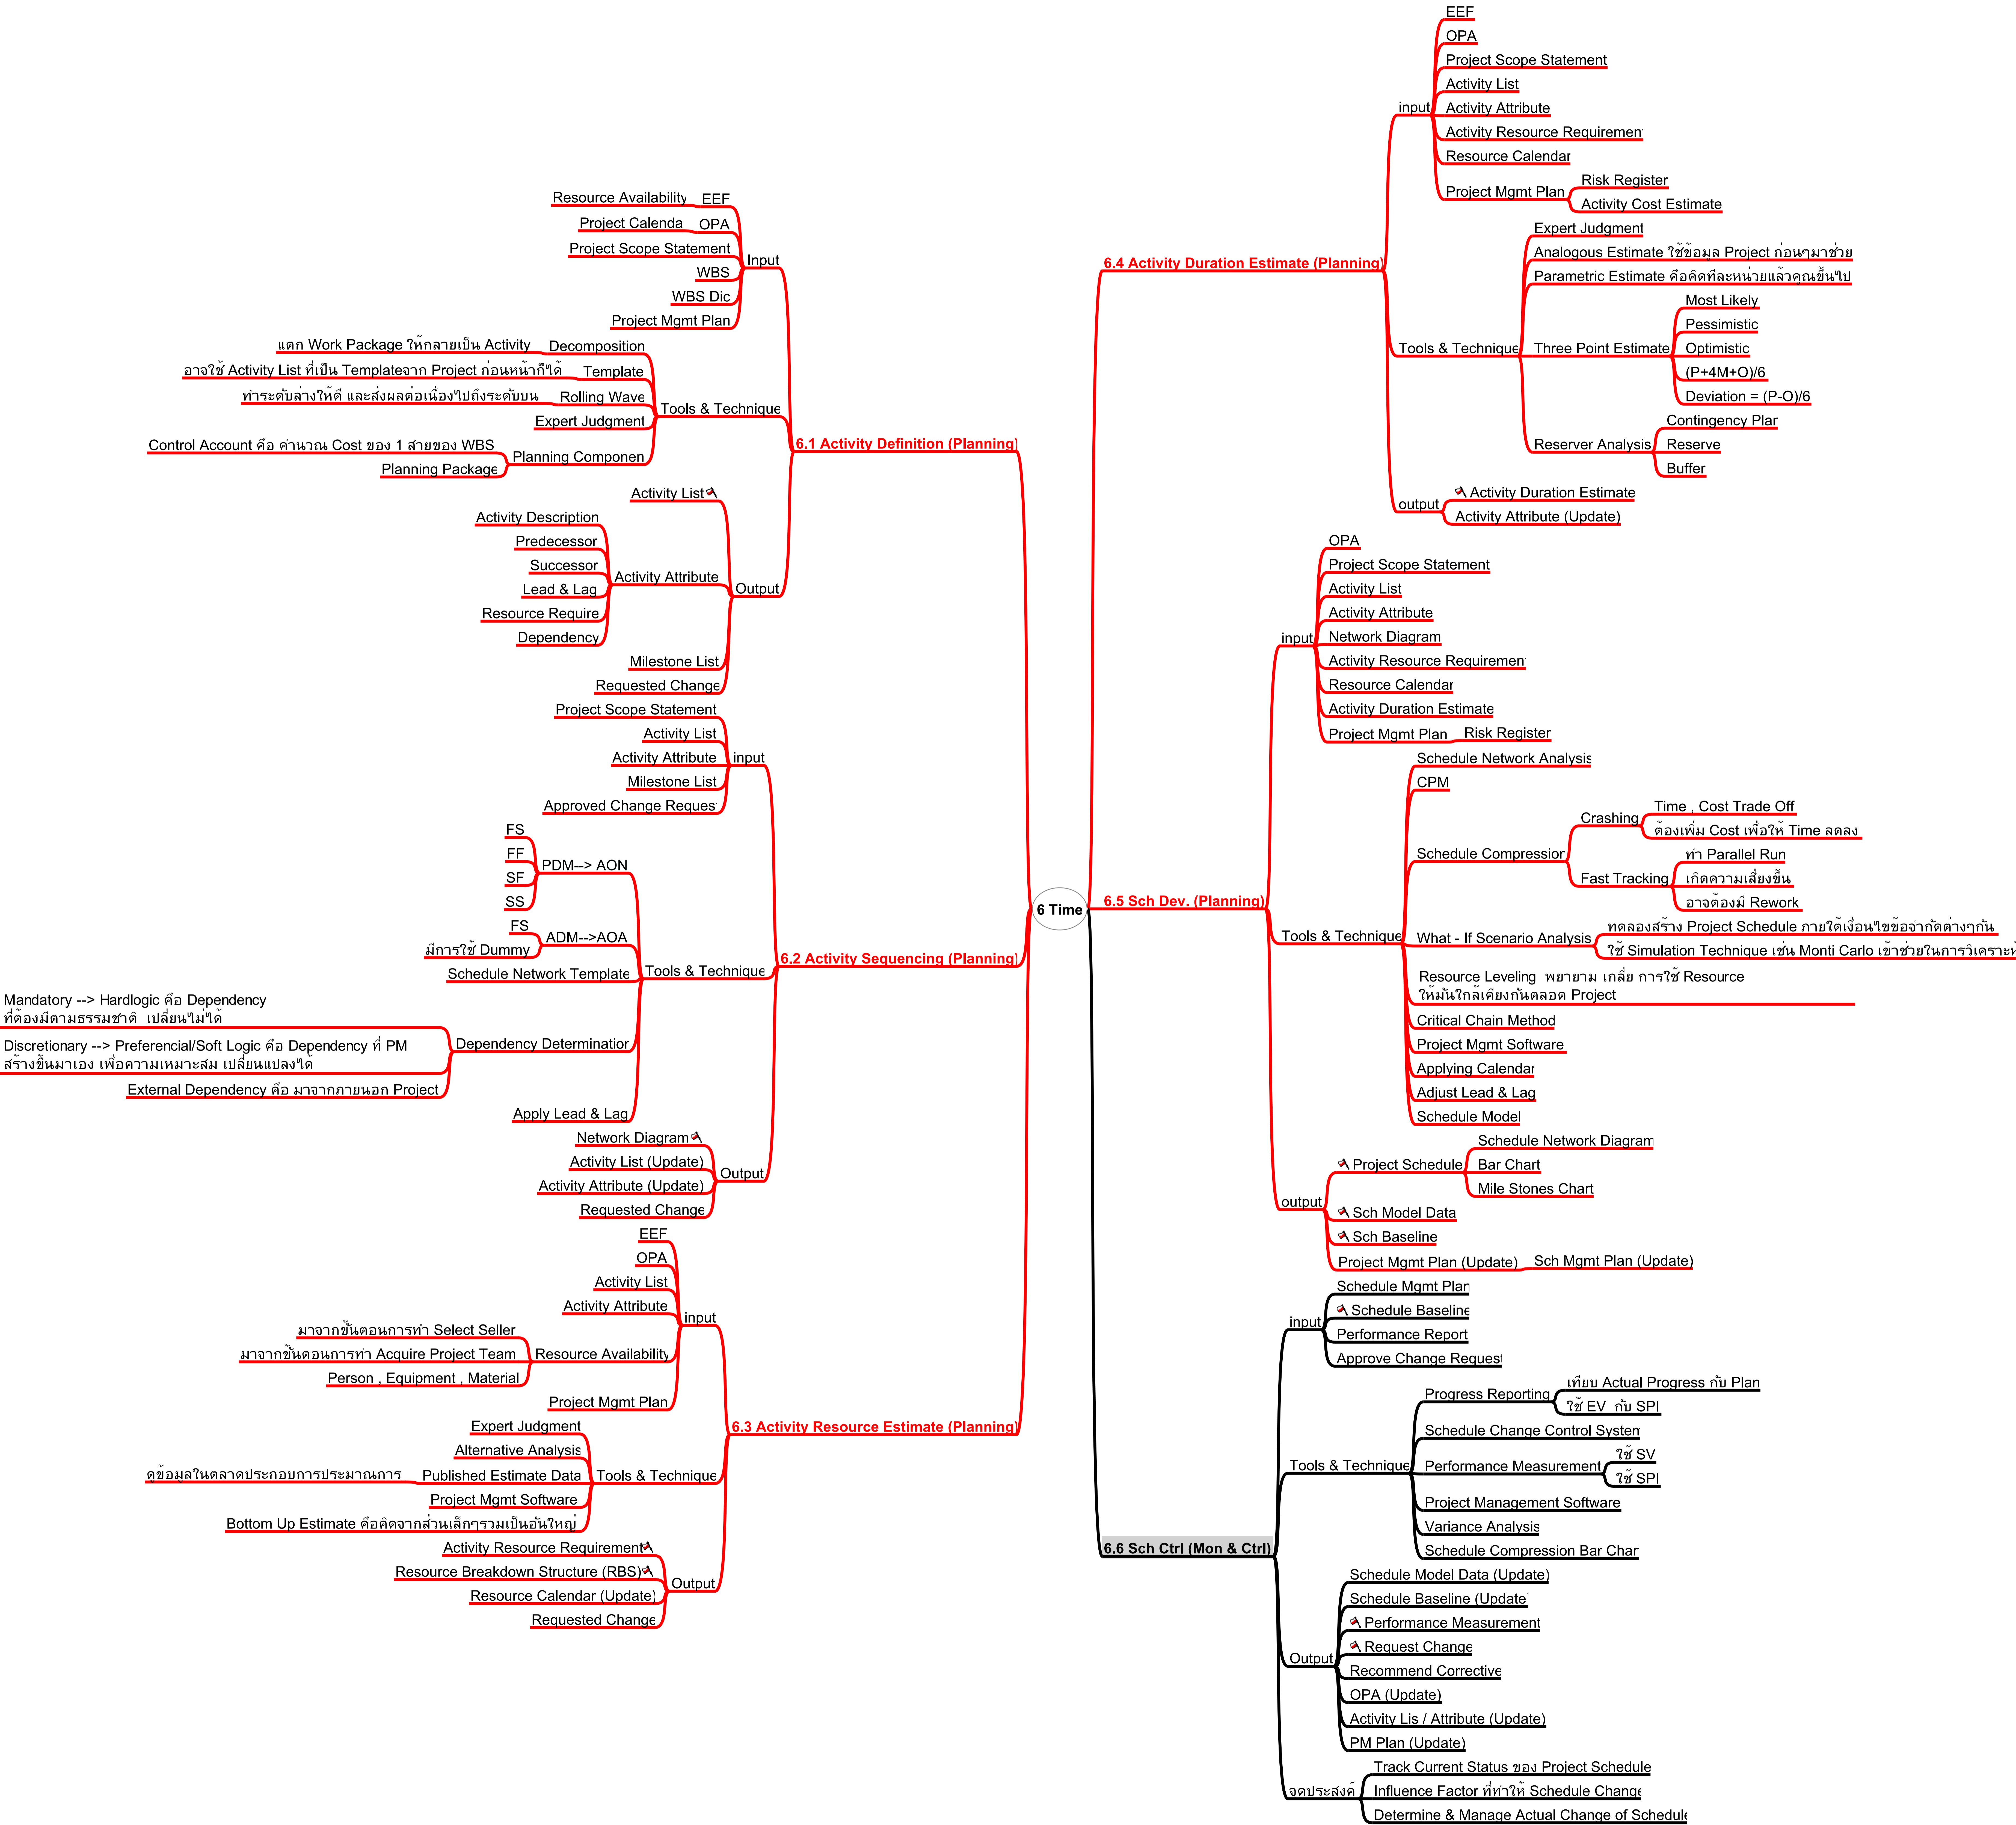 6 Time
6.1 Activity Definition (Planning)
Input
EEF
Resource Availability
OPA
Project Calenda
Project Scope Statement
WBS
WBS Dic
Project Mgmt Plan
Tools & Technique
Decomposition
แตก Work Package ให้กลายเป็น Activity
Template
อาจใช้ Activity List ที่เป็น Templateจาก Project ก่อนหน้าก็ได้
Rolling Wave
ทำระดับล่างให้ดี และส่งผลต่อเนื่องไปถึงระดับบน
Expert Judgment
Planning Componen
Control Account คือ คำนวณ Cost ของ 1 สายของ WBS
Planning Package
Output
Activity List
Activity Attribute
Activity Description
Predecessor
Successor
Lead & Lag
Resource Require
Dependency
Milestone List
Requested Change
6.2 Activity Sequencing (Planning)
input
Project Scope Statement
Activity List
Activity Attribute
Milestone List
Approved Change Request
Tools & Technique
PDM--> AON
FS
FF
SF
SS
ADM-->AOA
FS
มีการใช้ Dummy
Schedule Network Template
Dependency Determination
Mandatory --> Hardlogic คือ Dependency
ที่ต้องมีตามธรรมชาติ เปลี่ยนไม่ได้
Discretionary --> Preferencial/Soft Logic คือ Dependency ที่ PM
สร้างขึ้นมาเอง เพื่อความเหมาะสม เปลี่ยนแปลงได้
External Dependency คือ มาจากภายนอก Project
Apply Lead & Lag
Output
Network Diagram
Activity List (Update)
Activity Attribute (Update)
Requested Change
6.3 Activity Resource Estimate (Planning)
input
EEF
OPA
Activity List
Activity Attribute
Resource Availability
มาจากขั้นตอนการทำ Select Seller
มาจากขั้นตอนการทำ Acquire Project Team
Person , Equipment , Material
Project Mgmt Plan
Tools & Technique
Expert Judgment
Alternative Analysis
Published Estimate Data
ดูข้อมูลในตลาดประกอบการประมาณการ
Project Mgmt Software
Bottom Up Estimate คือคิดจากส่วนเล็กๆรวมเป็นอันใหญ่
Output
Activity Resource Requirement
Resource Breakdown Structure (RBS)
Resource Calendar (Update)
Requested Change
6.4 Activity Duration Estimate (Planning)
input
EEF
OPA
Project Scope Statement
Activity List
Activity Attribute
Activity Resource Requirement
Resource Calendar
Project Mgmt Plan
Risk Register
Activity Cost Estimate
Tools & Technique
Expert Judgment
Analogous Estimate ใช้ข้อมูล Project ก่อนๆมาช่วย
Parametric Estimate คือคิดทีละหน่วยแล้วคูณขึ้นไป
Three Point Estimate
Most Likely
Pessimistic
Optimistic
(P+4M+O)/6
Deviation = (P-O)/6
Reserver Analysis
Contingency Plan
Reserve
Buffer
output
Activity Duration Estimate
Activity Attribute (Update)
6.5 Sch Dev. (Planning)
input
OPA
Project Scope Statement
Activity List
Activity Attribute
Network Diagram
Activity Resource Requirement
Resource Calendar
Activity Duration Estimate
Project Mgmt Plan
Risk Register
Tools & Technique
Schedule Network Analysis
CPM
Schedule Compression
Crashing
Time , Cost Trade Off
ต้องเพิ่ม Cost เพื่อให้ Time ลดลง
Fast Tracking
ทำ Parallel Run
เกิดความเสี่ยงขึ้น
อาจต้องมี Rework
What - If Scenario Analysis
ทดลองสร้าง Project Schedule ภายใต้เงื่อนไขข้อจำกัดต่างๆกัน
ใช้ Simulation Technique เช่น Monti Carlo เข้าช่วยในการวิเคราะห์
Resource Leveling พยายาม เกลี่ย การใช้ Resource
ให้มันใกล้เคียงกันตลอด Project
Critical Chain Method
Project Mgmt Software
Applying Calendar
Adjust Lead & Lag
Schedule Model
output
Project Schedule
Schedule Network Diagram
Bar Chart
Mile Stones Chart
Sch Model Data
Sch Baseline
Project Mgmt Plan (Update)
Sch Mgmt Plan (Update)
6.6 Sch Ctrl (Mon & Ctrl)
input
Schedule Mgmt Plan
Schedule Baseline
Performance Report
Approve Change Request
Tools & Technique
Progress Reporting
เทียบ Actual Progress กับ Plan
ใช้ EV กับ SPI
Schedule Change Control System
Performance Measurement
ใช้ SV
ใช้ SPI
Project Management Software
Variance Analysis
Schedule Compression Bar Char
Output
Schedule Model Data (Update)
Schedule Baseline (Update
Performance Measurement
Request Change
Recommend Corrective
OPA (Update)
Activity Lis / Attribute (Update)
PM Plan (Update)
จุดประสงค์
Track Current Status ของ Project Schedule
Influence Factor ที่ทำให้ Schedule Change
Determine & Manage Actual Change of Schedule